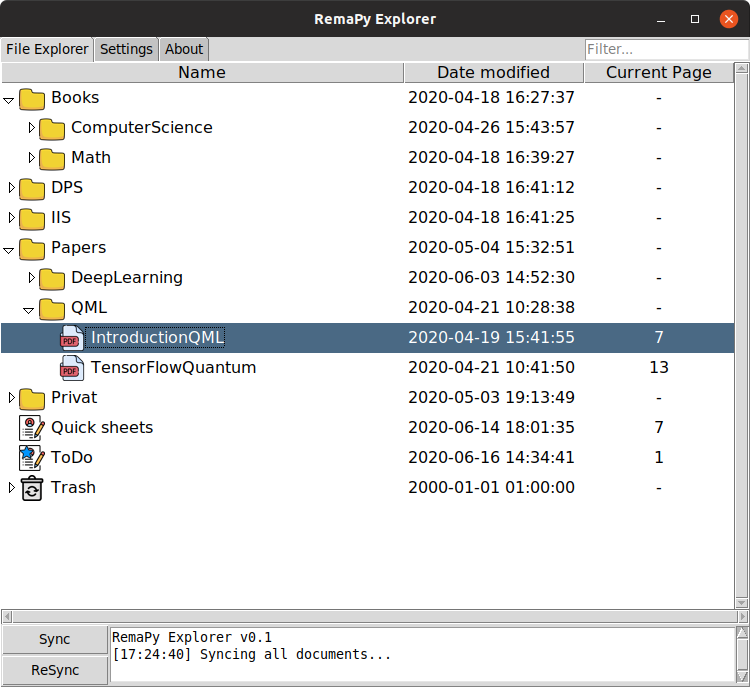 RemaPy Explorer
File Explorer Settings About Filter...
Name Date modified Current Page
Books 2020-04-18 16:27:37 -
ComputerScience 2020-04-26 15:43:57 -
Math 2020-04-18 16:39:27 -
DPS 2020-04-18 16:41:12 -
IIS 2020-04-18 16:41:25 -
Papers 2020-05-04 15:32:51 -
DeepLearning 2020-06-03 14:52:30 -
QML 2020-04-21 10:28:38 -
PDF IntroductionQML 2020-04-19 15:41:55 7
PDF TensorFlowQuantum 2020-04-21 10:41:50 13
Privat 2020-05-03 19:13:49 -
Quick sheets 2020-06-14 18:01:35 7
ToDo 2020-06-16 14:34:41 1
Trash 2000-01-01 01:00:00 -
Sync RemaPy Explorer v0.1
[17:24:40] Syncing all documents...
ReSync